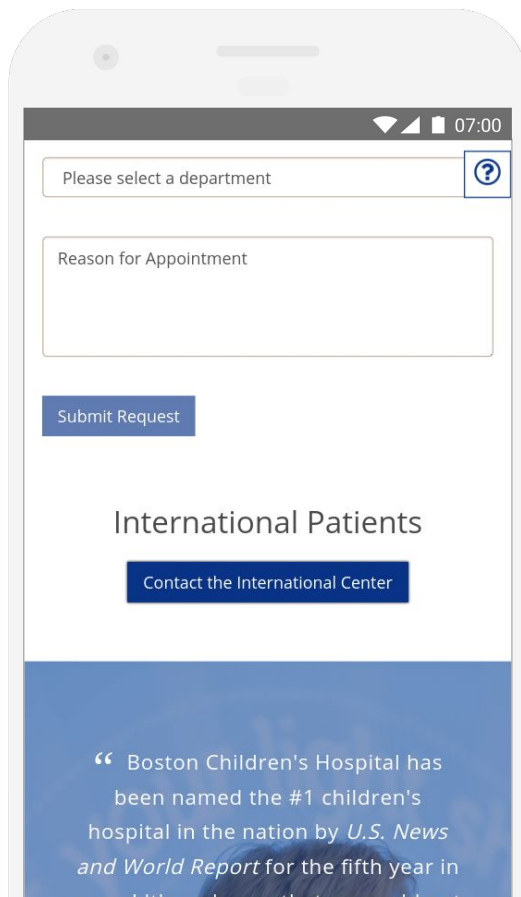 07:00
Please select a department
Reason for Appointment
Submit Request
International Patients
Contact the International Center
“ Boston Children's Hospital has
been named the #1 children's
hospital in the nation by U.S. News
and World Report for the fifth year in